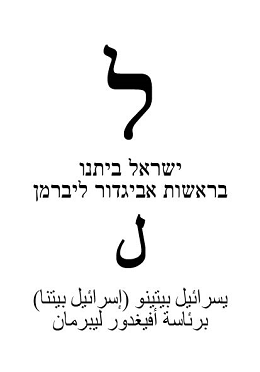 ל
ישראל ביתנו
בראשות אביגדור ליברמן
ل
يسرائيل بيتينو (إسرائيل بيتنا)
برئاسة أفيغدور ليبرمان